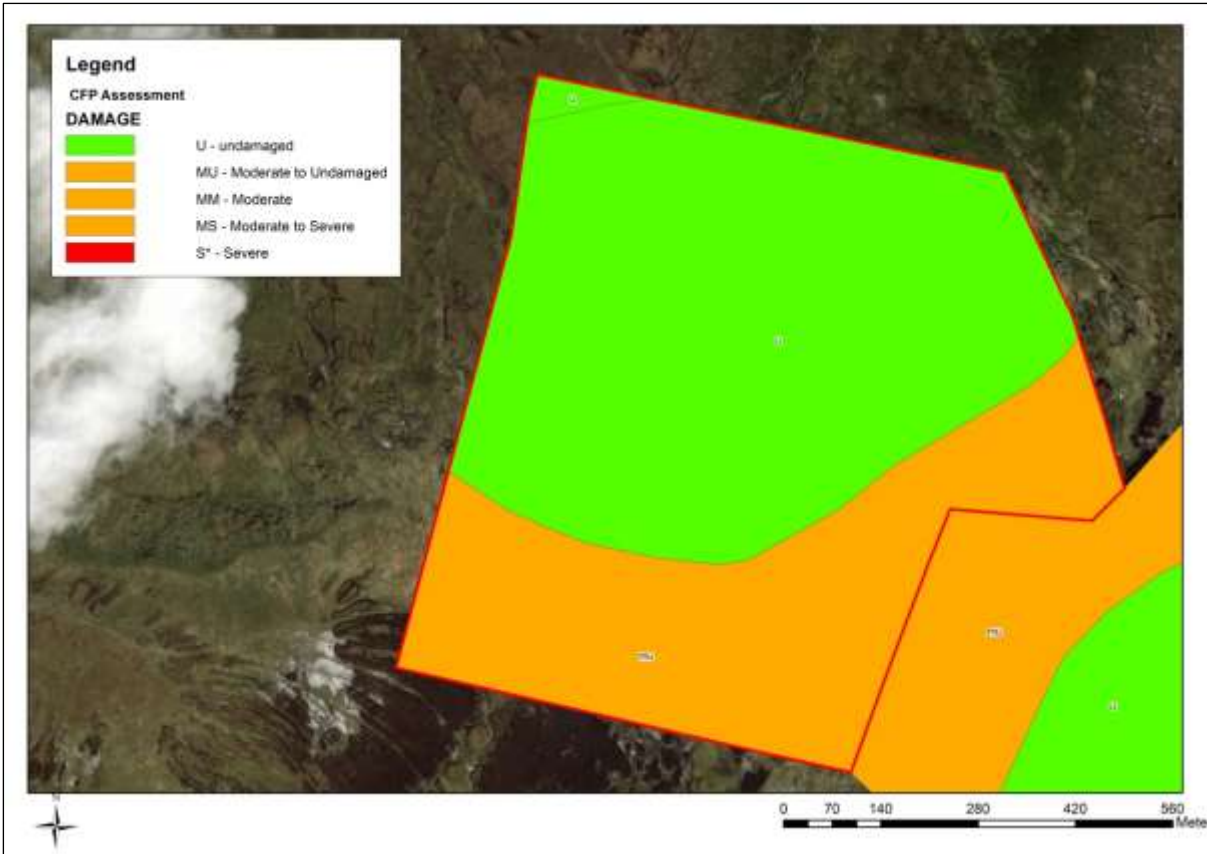 Legend
CFP Assessment
DAMAGE
U - undamaged
MU - Moderate to Undamaged
MM - Moderate
MS - Moderate to Severe
S* - Severe
U
U
U
N
0 70 140 280 420 560
Mete